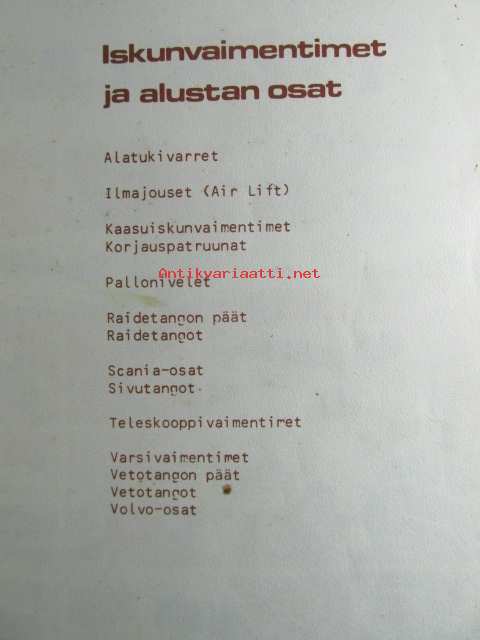 Iskunvaimentimet
ja alustan osat
Alatukivarret
Ilmajouset (Air Lift)
Kaasuiskunvaimentimet
Korjauspatruunat
Antikvariaatti.net
Pallonivelet
Raidetangon päät
Raidetangot
Scania-osat
Sivutangot
Teleskooppivaimentimet
Varsivaimentimet
Vetotangon päät
Vetotangot
Volvo-osat